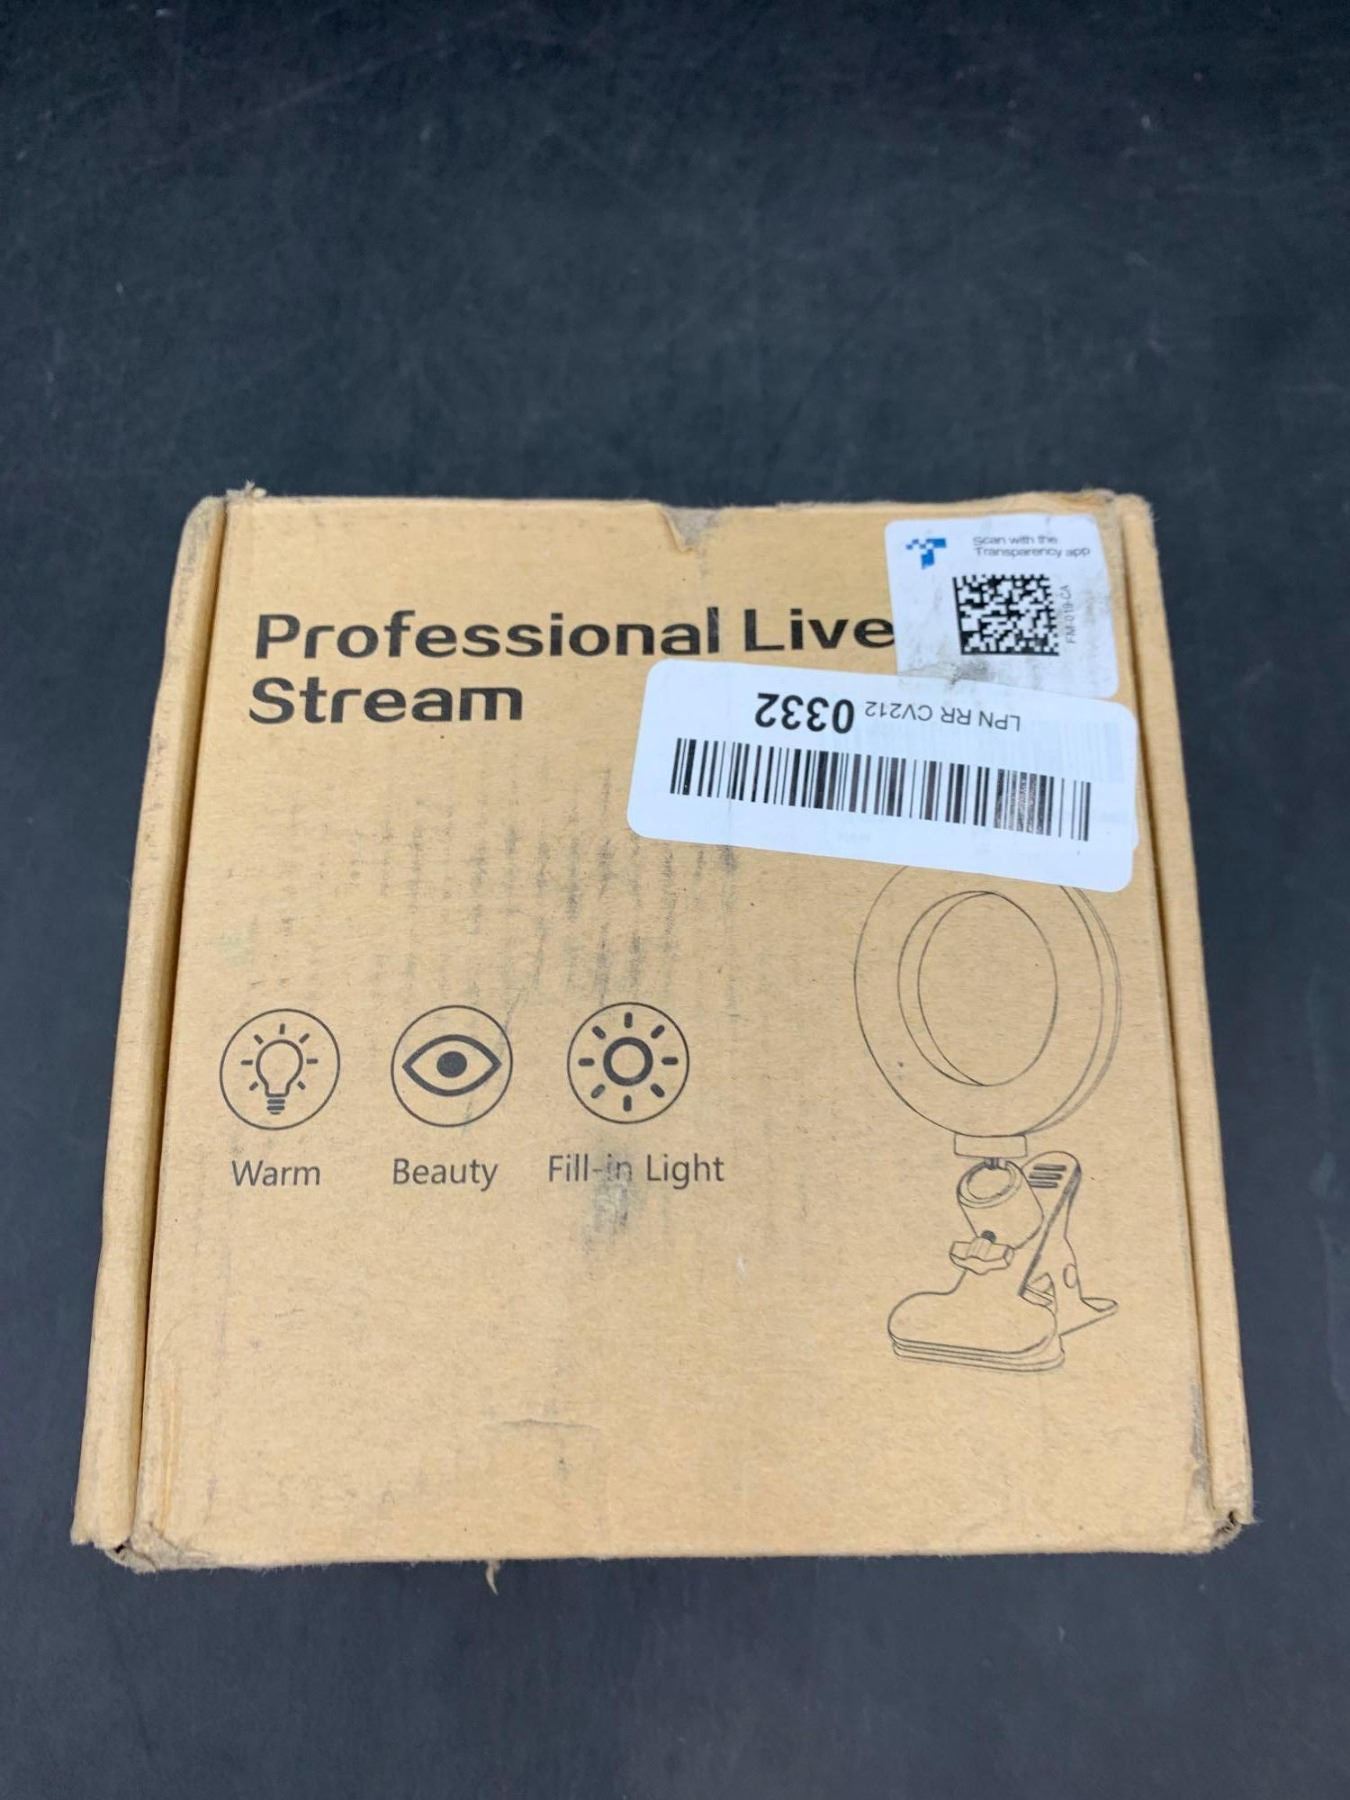 Professional Live
Stream
Scan with the
Transparency app
FM-019-CA
LPN RR CV212 0332
Warm
Beauty
Fill-in Light